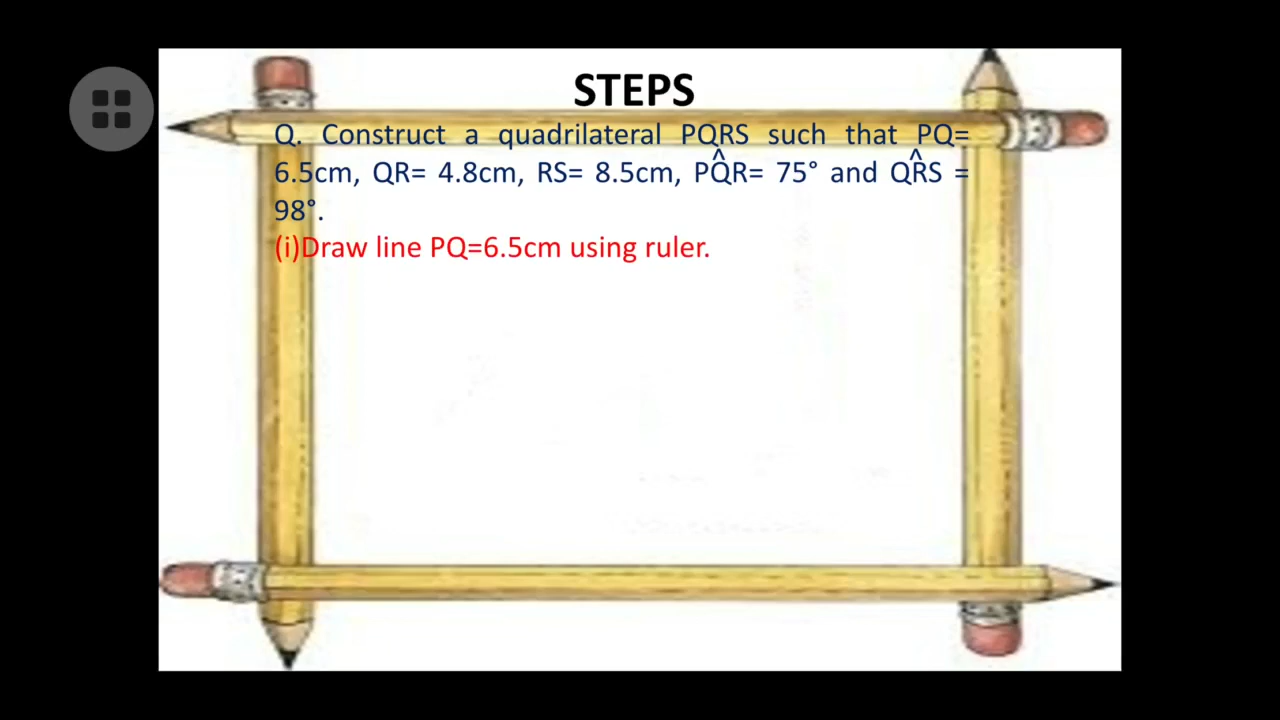 STEPS
Q. Construct a quadrilateral PQRS such that PQ=
6.5cm, QR= 4.8cm, RS= 8.5cm, PQ̂R= 75° and QR̂S =
98°.
(i)Draw line PQ=6.5cm using ruler.